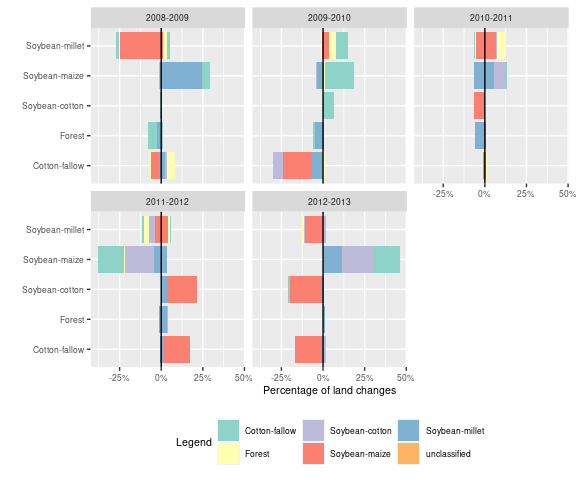 2008-2009 2009-2010 2010-2011
Soybean-millet
Soybean-maize
Soybean-cotton
Forest
Cotton-fallow
-25% 0% 25% 50%
2011-2012 2012-2013
Soybean-millet
Soybean-maize
Soybean-cotton
Forest
Cotton-fallow
-25% 0% 25% 50% -25% 0% 25% 50%
Percentage of land changes
Legend
Cotton-fallow Soybean-cotton Soybean-millet
Forest Soybean-maize unclassified